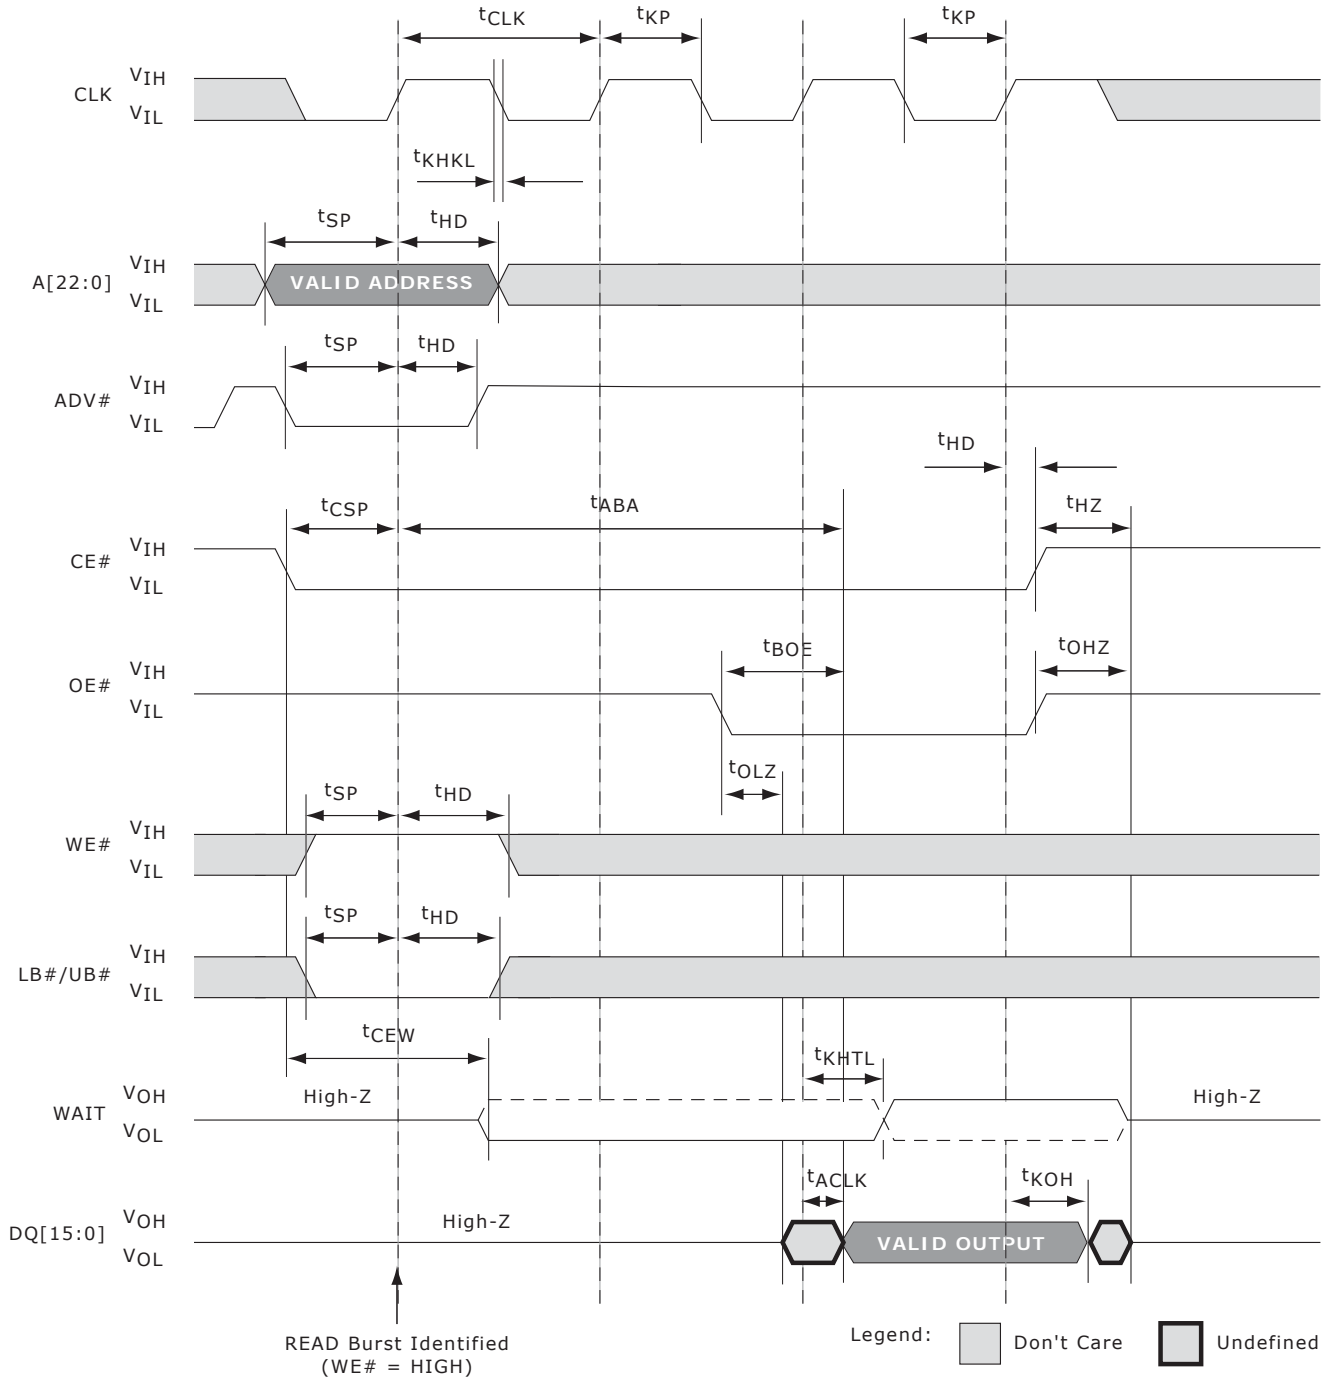 tCLK tKP tKP
CLK VIH
VIL
tKHKL
tSP tHD
A[22:0] VIH
VIL
VALID ADDRESS
tSP tHD
ADV# VIH
VIL
tHD
tCSP tABA tHZ
CE# VIH
VIL
tBOE tOHZ
OE# VIH
VIL
tOLZ
tSP tHD
WE# VIH
VIL
tSP tHD
LB#/UB# VIH
VIL
tCEW
tKHTL
WAIT VOH
VOL
High-Z High-Z
tACLK tKOH
DQ[15:0] VOH
VOL
High-Z
VALID OUTPUT
READ Burst Identified
(WE# = HIGH)
Legend: Don't Care Undefined